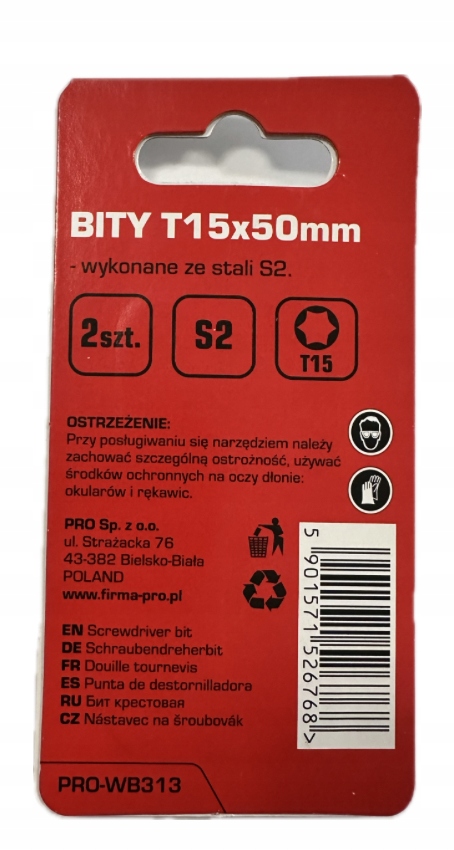 BITY T15x50mm
- wykonane ze stali S2.
2szt.
S2
T15
OSTRZEŻENIE:
Przy posługiwaniu się narzędziem należy
zachować szczególną ostrożność, używać
środków ochronnych na oczy dłonie:
okularów i rękawic.
PRO Sp. z o.o.
ul. Strażacka 76
43-382 Bielsko-Biała
POLAND
www.firma-pro.pl
EN Screwdriver bit
DE Schraubendreherbit
FR Douille tournevis
ES Punta de destornilladora
RU Бит крестовая
CZ Nástavec na šroubovák
5 901571 526768 >
PRO-WB313